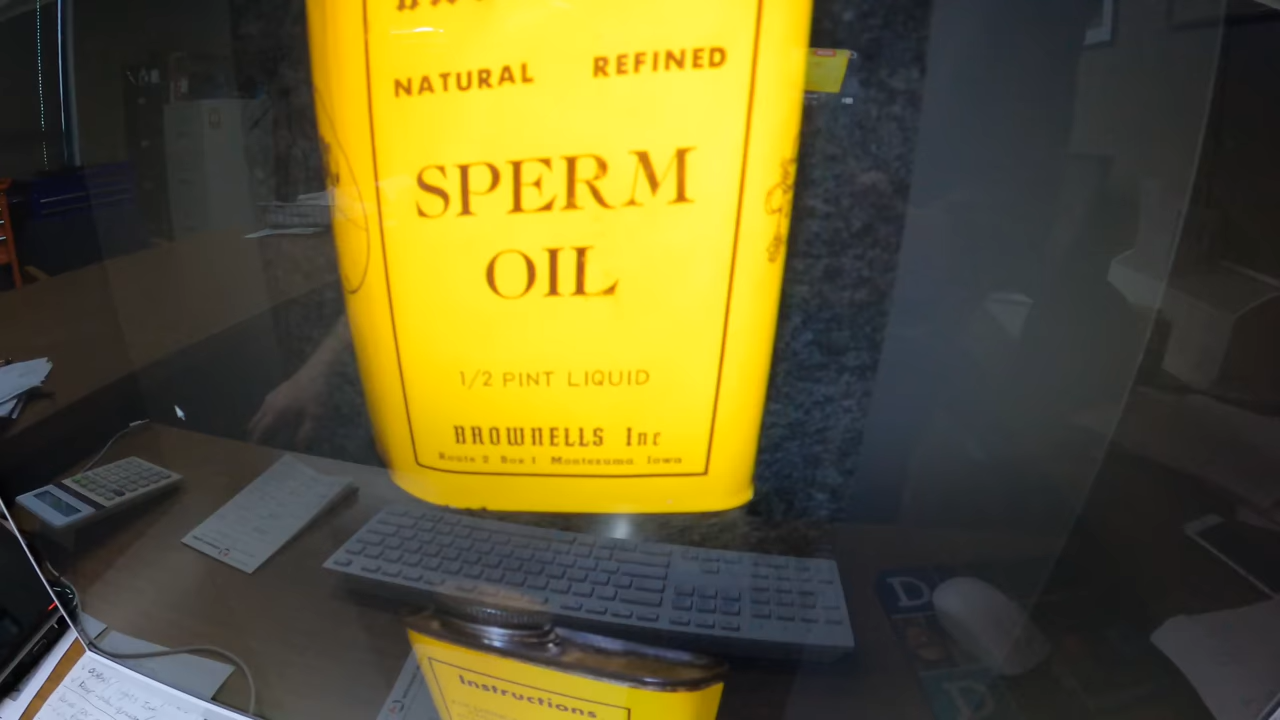 NATURAL REFINED
SPERM
OIL
1/2 PINT LIQUID
BROWNELLS Inc
Route 2 Box 1 Montezuma Iowa
Instructions
D
D